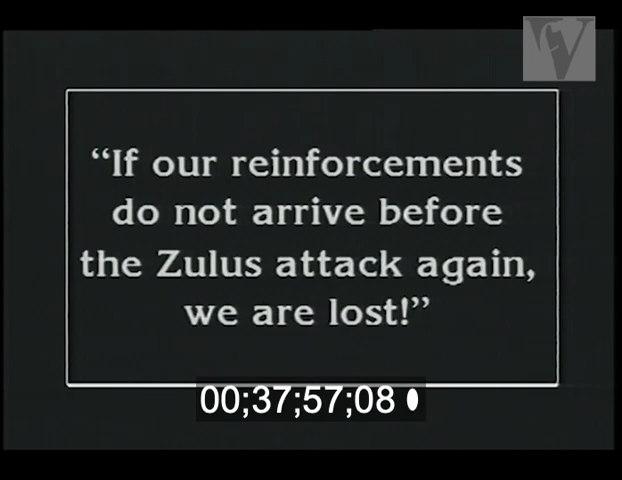 “If our reinforcements
do not arrive before
the Zulus attack again,
we are lost!”
00;37;57;08